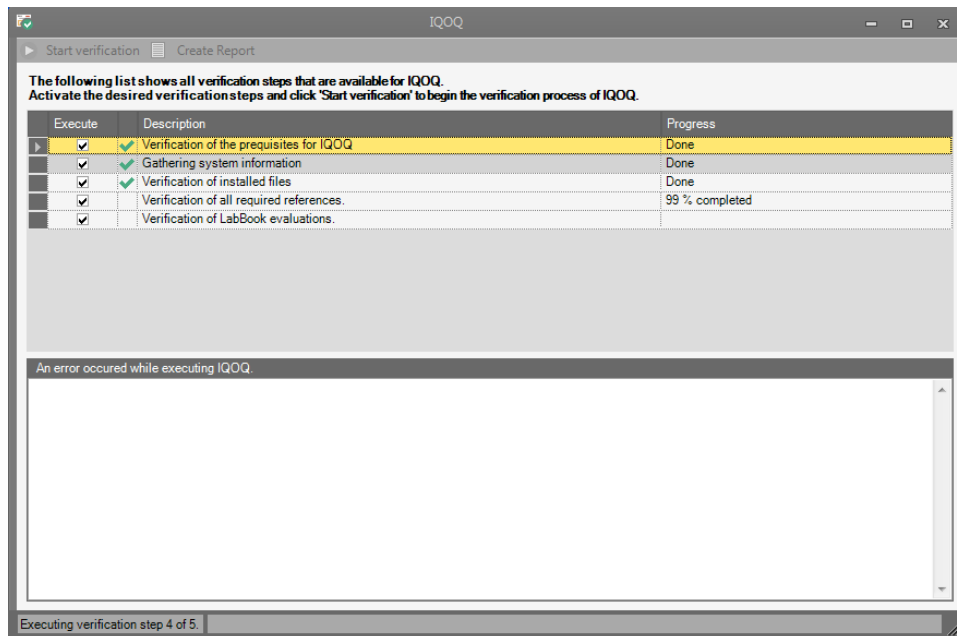 IQOQ
Start verification Create Report
The following list shows all verification steps that are available for IQOQ.
Activate the desired verification steps and click 'Start verification' to begin the verification process of IQOQ.
Execute Description Progress
Verification of the prequisites for IQOQ Done
Gathering system information Done
Verification of installed files Done
Verification of all required references. 99 % completed
Verification of LabBook evaluations.
An error occured while executing IQOQ.
Executing verification step 4 of 5.